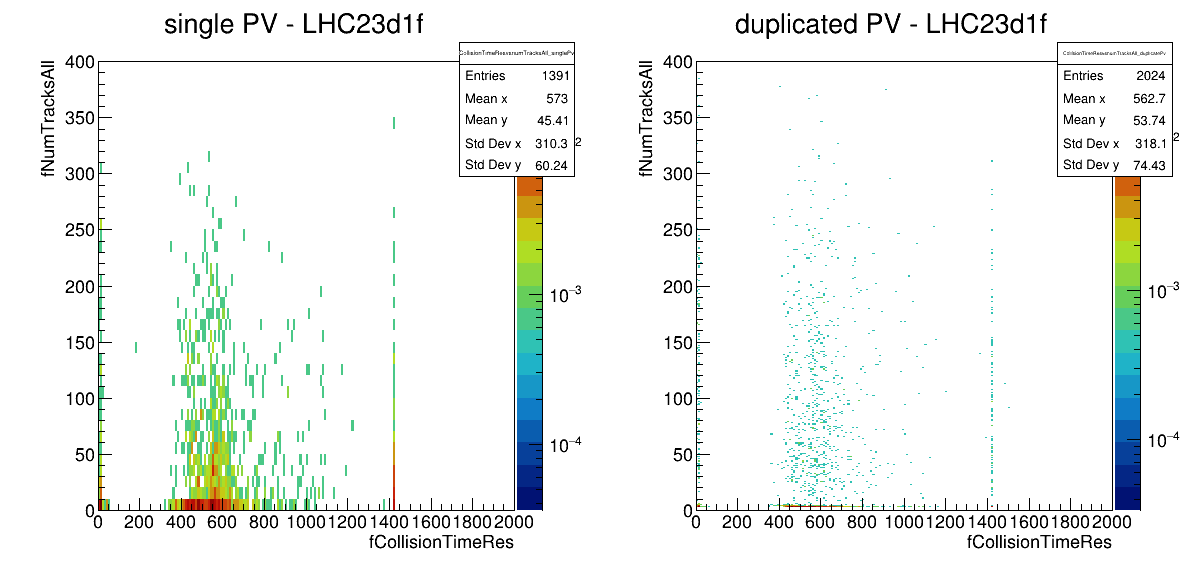 single PV - LHC23d1f
fNumTracksAll
CollisionTimeResvsnumTracksAll_singlePV
Entries 1391
Mean x 573
Mean y 45.41
Std Dev x 310.3
Std Dev y 60.24
400
350
300
250
200
150
100
50
0
0 200 400 600 800 1000 1200 1400 1600 1800 2000
fCollisionTimeRes
2
10⁻³
10⁻⁴
duplicated PV - LHC23d1f
fNumTracksAll
CollisionTimeResvsnumTracksAll_duplicatePV
Entries 2024
Mean x 562.7
Mean y 53.74
Std Dev x 318.1
Std Dev y 74.43
400
350
300
250
200
150
100
50
0
0 200 400 600 800 1000 1200 1400 1600 1800 2000
fCollisionTimeRes
2
10⁻³
10⁻⁴